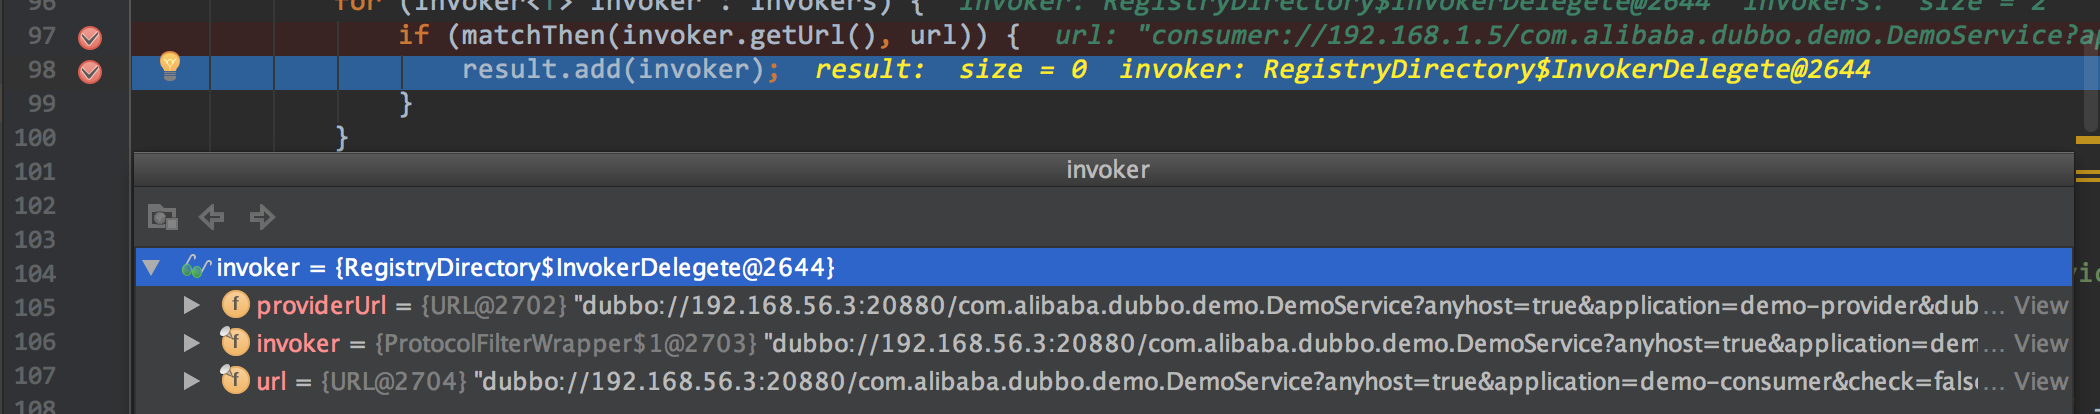 96 for (Invoker<T> invoker : invokers) { invoker: RegistryDirectory$InvokerDelegete@2644 invokers: size = 2
97 if (matchThen(invoker.getUrl(), url)) { url: "consumer://192.168.1.5/com.alibaba.dubbo.demo.DemoService?ap
98 result.add(invoker); result: size = 0 invoker: RegistryDirectory$InvokerDelegete@2644
99 }
100 }
101
invoker
102
103
104 invoker = {RegistryDirectory$InvokerDelegete@2644}
105 providerUrl = {URL@2702} "dubbo://192.168.56.3:20880/com.alibaba.dubbo.demo.DemoService?anyhost=true&application=demo-provider&dub... View
106 invoker = {ProtocolFilterWrapper$1@2703} "dubbo://192.168.56.3:20880/com.alibaba.dubbo.demo.DemoService?anyhost=true&application=dem... View
107 url = {URL@2704} "dubbo://192.168.56.3:20880/com.alibaba.dubbo.demo.DemoService?anyhost=true&application=demo-consumer&check=fals... View
108